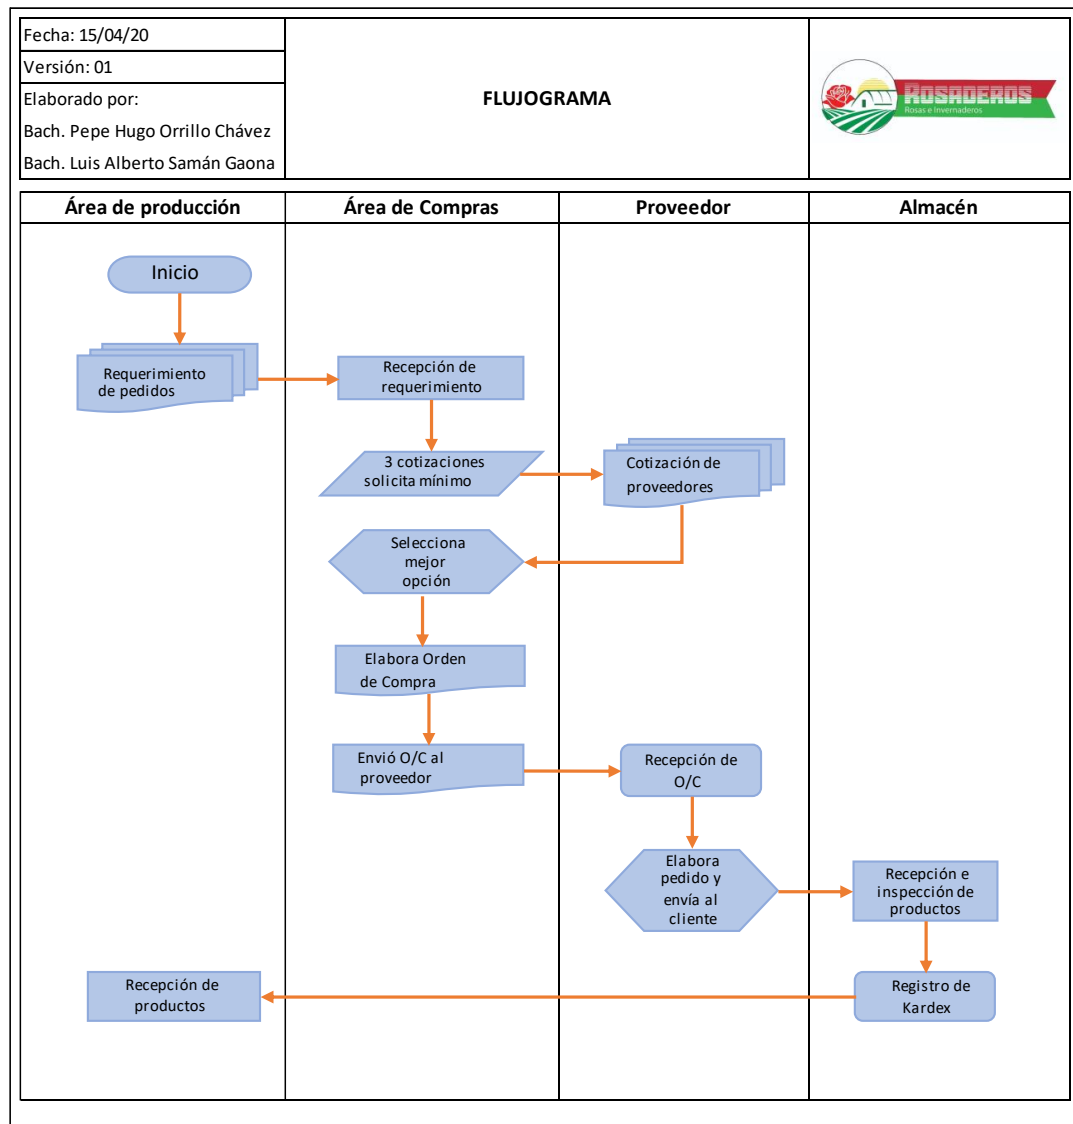 Fecha: 15/04/20
Versión: 01
Elaborado por:
Bach. Pepe Hugo Orrillo Chávez
Bach. Luis Alberto Samán Gaona
FLUJOGRAMA
ROSADEROS
Rosas e Invernaderos
Área de producción
Área de Compras
Proveedor
Almacén
Inicio
Requerimiento
de pedidos
Recepción de
requerimiento
3 cotizaciones
solicita mínimo
Cotización de
proveedores
Selecciona
mejor
opción
Elabora Orden
de Compra
Envió O/C al
proveedor
Recepción de
O/C
Elabora
pedido y
envía al
cliente
Recepción e
inspección de
productos
Registro de
Kardex
Recepción de
productos